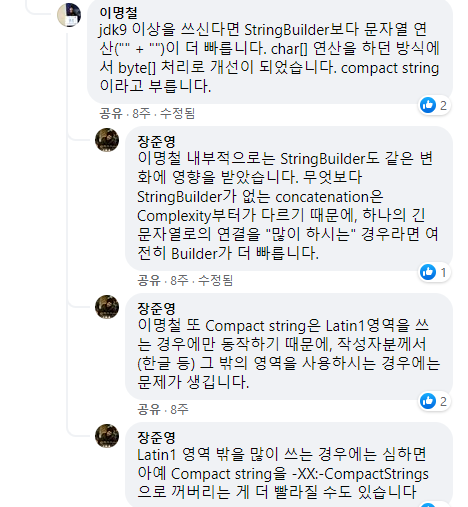 이명철
jdk9 이상을 쓰신다면 StringBuilder보다 문자열 연
산("" + "")이 더 빠릅니다. char[] 연산을 하던 방식에
서 byte[] 처리로 개선이 되었습니다. compact string
이라고 부릅니다.
2
공유 · 8주 · 수정됨
장준영
이명철 내부적으로는 StringBuilder도 같은 변
화에 영향을 받았습니다. 무엇보다
StringBuilder가 없는 concatenation은
Complexity부터가 다르기 때문에, 하나의 긴
문자열로의 연결을 "많이 하시는" 경우라면 여
전히 Builder가 더 빠릅니다.
1
공유 · 8주 · 수정됨
장준영
이명철 또 Compact string은 Latin1영역을 쓰
는 경우에만 동작하기 때문에, 작성자분께서
(한글 등) 그 밖의 영역을 사용하시는 경우에는
문제가 생깁니다.
2
공유 · 8주
장준영
Latin1 영역 밖을 많이 쓰는 경우에는 심하면
아예 Compact string을 -XX:-CompactStrings
으로 꺼버리는 게 더 빨라질 수도 있습니다